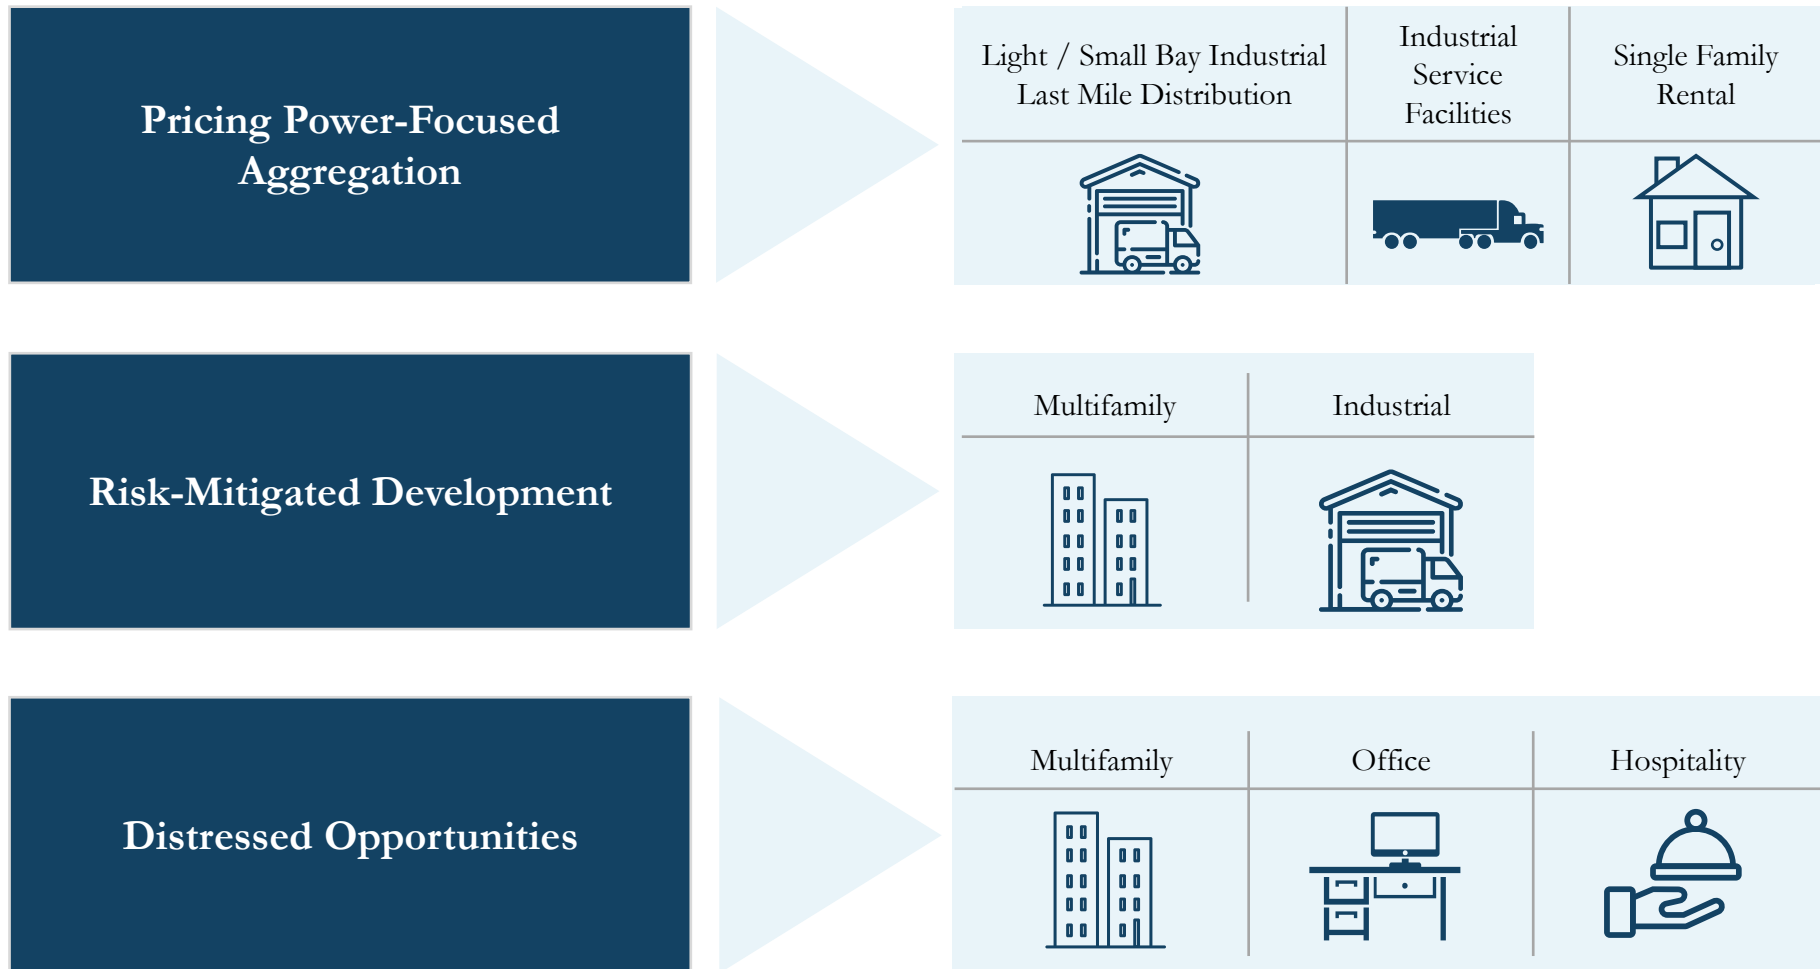 Pricing Power-Focused
Aggregation
Light / Small Bay Industrial
Last Mile Distribution
Industrial
Service
Facilities
Single Family
Rental
Risk-Mitigated Development
Multifamily
Industrial
Distressed Opportunities
Multifamily
Office
Hospitality